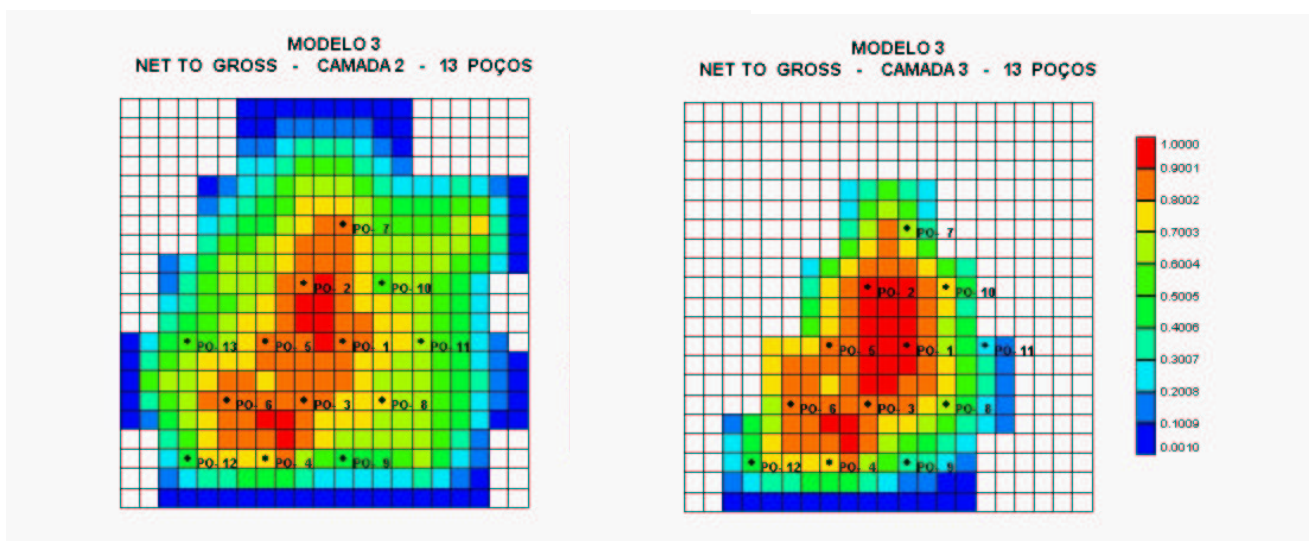 MODELO 3
NET TO GROSS - CAMADA 2 - 13 POÇOS
PO- 7
PO- 2
PO- 10
PO- 13
PO- 5
PO- 1
PO- 11
PO- 6
PO- 3
PO- 8
PO- 12
PO- 4
PO- 9
MODELO 3
NET TO GROSS - CAMADA 3 - 13 POÇOS
PO- 7
PO- 2
PO- 10
PO- 5
PO- 1
PO- 11
PO- 6
PO- 3
PO- 8
PO- 12
PO- 4
PO- 9
1.0000
0.9001
0.8002
0.7003
0.6004
0.5005
0.4006
0.3007
0.2008
0.1009
0.0010